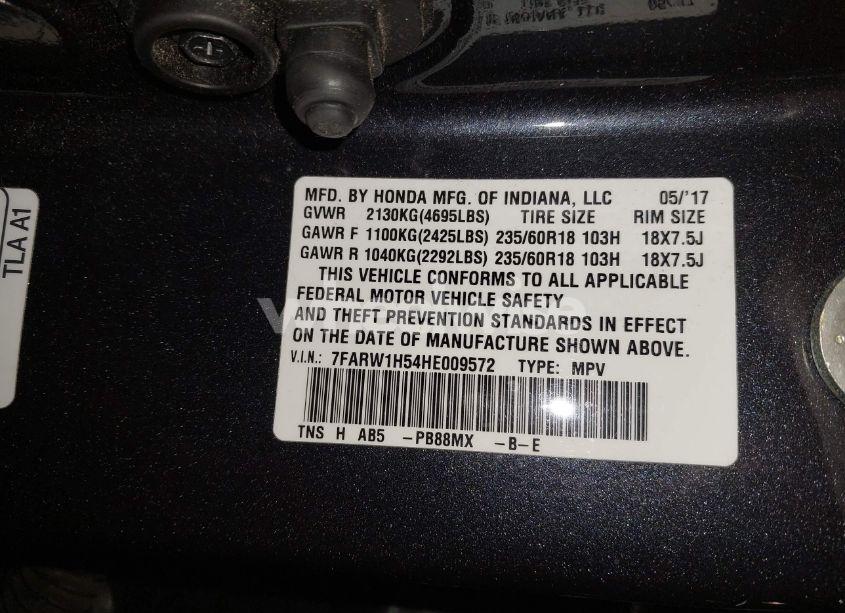 MFD. BY HONDA MFG. OF INDIANA, LLC 05/'17
GVWR 2130KG(4695LBS) TIRE SIZE RIM SIZE
GAWR F 1100KG(2425LBS) 235/60R18 103H 18X7.5J
GAWR R 1040KG(2292LBS) 235/60R18 103H 18X7.5J
THIS VEHICLE CONFORMS TO ALL APPLICABLE
FEDERAL MOTOR VEHICLE SAFETY
AND THEFT PREVENTION STANDARDS IN EFFECT
ON THE DATE OF MANUFACTURE SHOWN ABOVE.
V.I.N.: 7FARW1H54HE009572 TYPE: MPV
TNS H AB5 -PB88MX -B-E
TLA A1